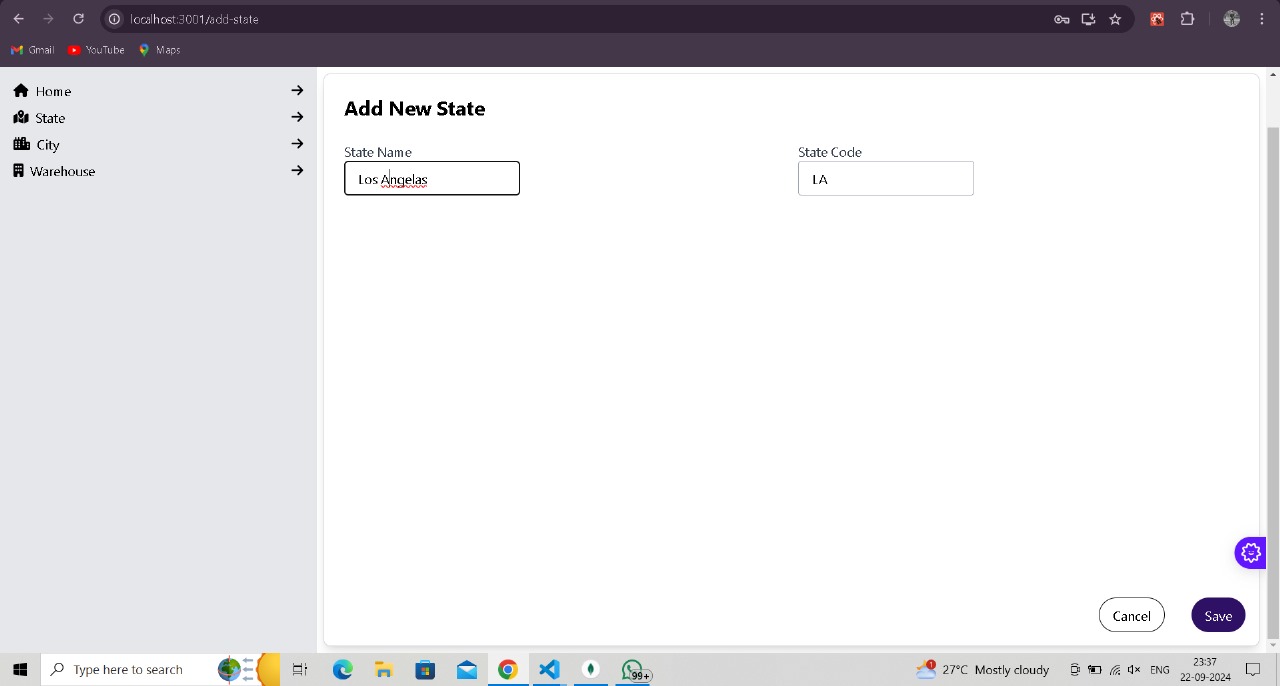 localhost:3001/add-state
Gmail YouTube Maps
Home
State
City
Warehouse
Add New State
State Name State Code
Los Angelas LA
Cancel Save
Type here to search 99+ 1 27°C Mostly cloudy ENG 23:37
22-09-2024